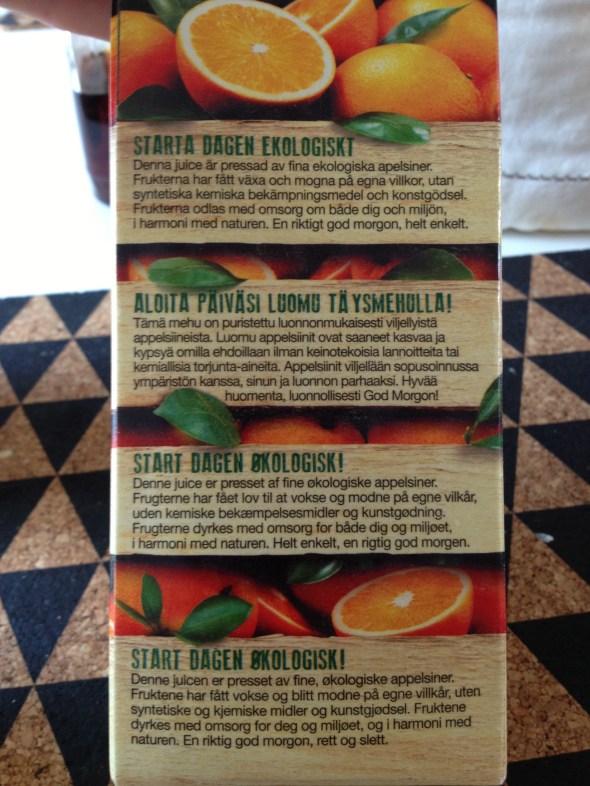 STARTA DAGEN EKOLOGISKT
Denna juice är pressad av fina ekologiska apelsiner.
Frukterna har fått växa och mogna på egna villkor, utan
syntetiska kemiska bekämpningsmedel och konstgödsel.
Frukterna odlas med omsorg om både dig och miljön,
i harmoni med naturen. En riktigt god morgon, helt enkelt.
ALOITA PÄIVÄSI LUOMU TÄYSMEHULLA!
Tämä mehu on puristettu luonnonmukaisesti viljellyistä
appelsiineista. Luomu appelsiinit ovat saaneet kasvaa ja
kypsyä omilla ehdoillaan ilman keinotekoisia lannoitteita tai
kemiallisia torjunta-aineita. Appelsiinit viljellään sopusoinnussa
ympäristön kanssa, sinun ja luonnon parhaaksi. Hyvää
huomenta, luonnollisesti God Morgon!
START DAGEN ØKOLOGISK!
Denne juice er presset af fine økologiske appelsiner.
Frugterne har fået lov til at vokse og modne på egne vilkår,
uden kemiske bekæmpelsesmidler og kunstgødning.
Frugterne dyrkes med omsorg for både dig og miljøet,
i harmoni med naturen. Helt enkelt, en rigtig god morgen.
START DAGEN ØKOLOGISK!
Denne juicen er presset av fine, økologiske appelsiner.
Fruktene har fått vokse og blitt modne på egne villkår, uten
syntetiske og kjemiske midler og kunstgjødsel. Fruktene
dyrkes med omsorg for deg og miljøet, og i harmoni med
naturen. En riktig god morgon, rett og slett.